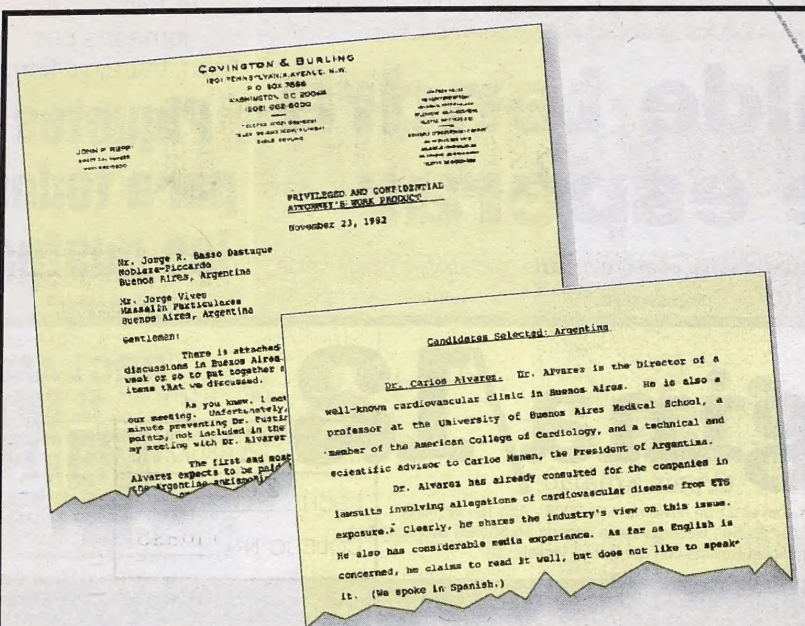 COVINGTON & BURLING
1201 PENNSYLVANIA AVENUE, N.W.
P O BOX 7566
WASHINGTON, DC 20044
(202) 662-6000
JOHN P RUPP
PRIVILEGED AND CONFIDENTIAL
ATTORNEY'S WORK PRODUCT
November 23, 1992
Mr. Jorge R. Basso Dastugue
Nobleza-Piccardo
Buenos Aires, Argentina
Mr. Jorge Vives
Massalin Particulares
Buenos Aires, Argentina
Gentlemen:
There is attached
discussions in Buenos Aires
week or so to put together
items that we discussed.
As you know, I met
our meeting. Unfortunately,
minute preventing Dr.
points, not included in the
my meeting with Dr. Alvarez
The first and most
Alvarez expects to be paid
the Argentine
Candidates Selected: Argentina
Dr. Carlos Alvarez. Dr. Alvarez is the Director of a
well-known cardiovascular clinic in Buenos Aires. He is also a
professor at the University of Buenos Aires Medical School, a
member of the American College of Cardiology, and a technical and
scientific advisor to Carlos Menem, the President of Argentina.
Dr. Alvarez has already consulted for the companies in
lawsuits involving allegations of cardiovascular disease from ETS
exposure. Clearly, he shares the industry's view on this issue.
He also has considerable media experience. As far as English is
concerned, he claims to read it well, but does not like to speak
it. (We spoke in Spanish.)